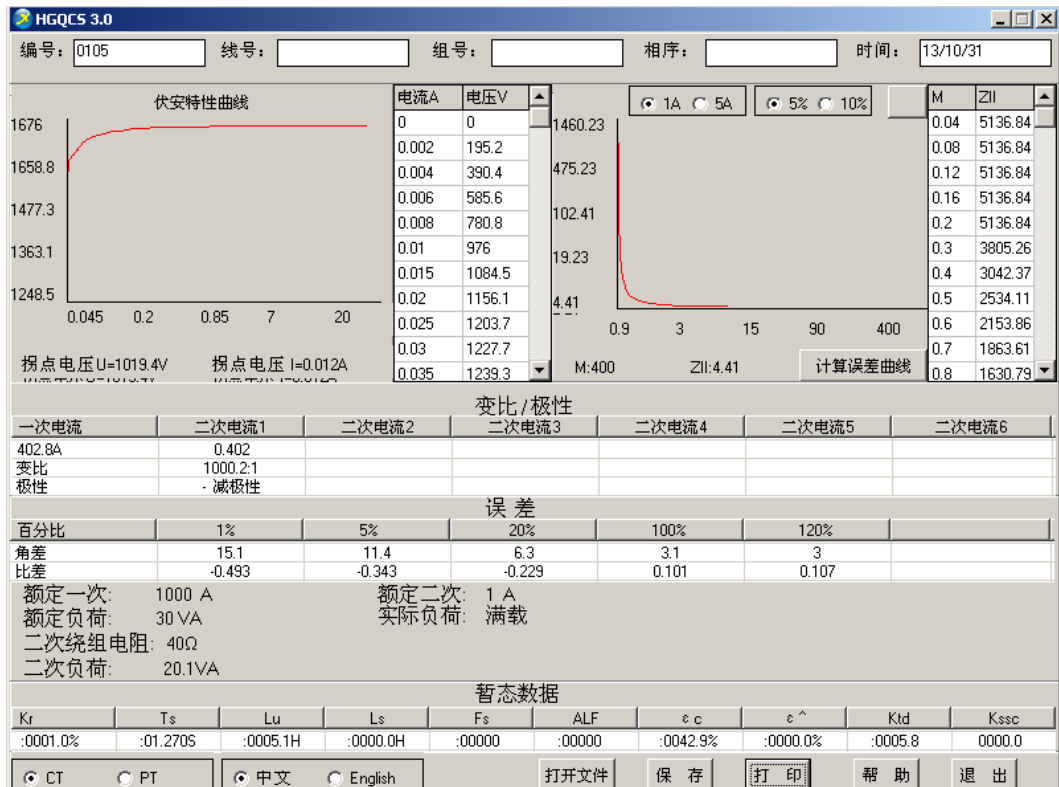 HGQCS 3.0
编号: 0105 线号: 组号: 相序: 时间: 13/10/31
伏安特性曲线
1676
1658.8
1477.3
1363.1
1248.5
0.045 0.2 0.85 7 20
拐点电压U=1019.4V 拐点电压 I=0.012A
电流A 电压V
0 0
0.002 195.2
0.004 390.4
0.006 585.6
0.008 780.8
0.01 976
0.015 1084.5
0.02 1156.1
0.025 1203.7
0.03 1227.7
0.035 1239.3
1A 5A 5% 10%
1460.23
475.23
102.41
19.23
4.41
0.9 3 15 90 400
M:400 ZII:4.41 计算误差曲线
M ZII
0.04 5136.84
0.08 5136.84
0.12 5136.84
0.16 5136.84
0.2 5136.84
0.3 3805.26
0.4 3042.37
0.5 2534.11
0.6 2153.86
0.7 1863.61
0.8 1630.79
变比/极性
一次电流 二次电流1 二次电流2 二次电流3 二次电流4 二次电流5 二次电流6
402.8A 0.402
变比 1000.2:1
极性 - 减极性
误 差
百分比 1% 5% 20% 100% 120%
角差 15.1 11.4 6.3 3.1 3
比差 -0.493 -0.343 -0.229 0.101 0.107
额定一次: 1000 A 额定二次: 1 A
额定负荷: 30 VA 实际负荷: 满载
二次绕组电阻: 40Ω
二次负荷: 20.1VA
暂态数据
Kr Ts Lu Ls Fs ALF ε c ε ^ Ktd Kssc
:0001.0% :01.270S :0005.1H :0000.0H :00000 :00000 :0042.9% :0000.0% :0005.8 0000.0
CT PT 中文 English 打开文件 保 存 打 印 帮 助 退 出